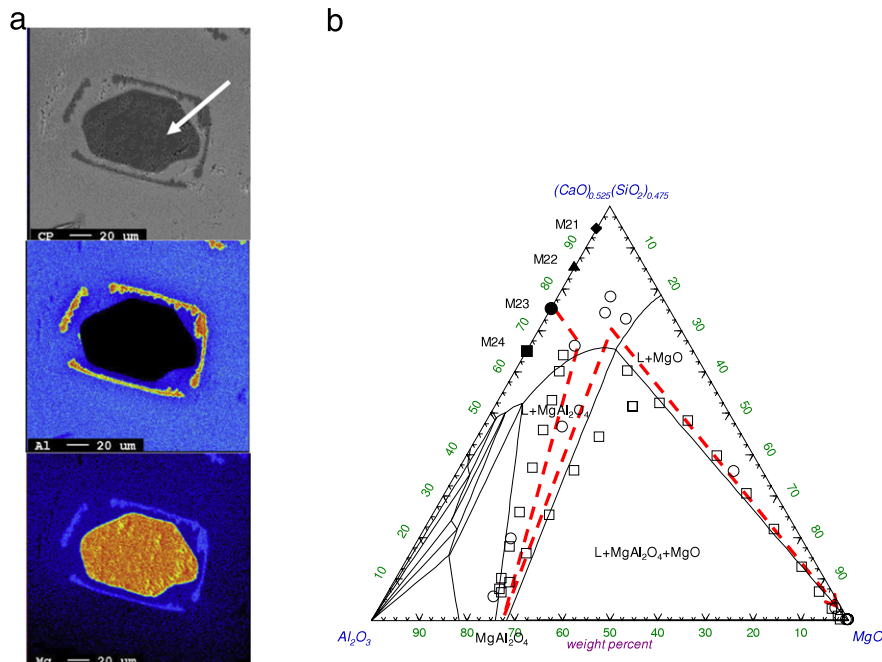 a
CP 20 um
Al 20 um
Mg 20 um
b
(CaO)0.525(SiO2)0.475
M21
M22
M23
M24
90
80
70
60
50
40
30
20
10
10
20
30
40
50
60
70
80
90
L+MgO
L+MgAl2O4
L+MgAl2O4+MgO
Al2O3
90
80
70
60
50
40
30
20
10
MgO
MgAl2O4
weight percent